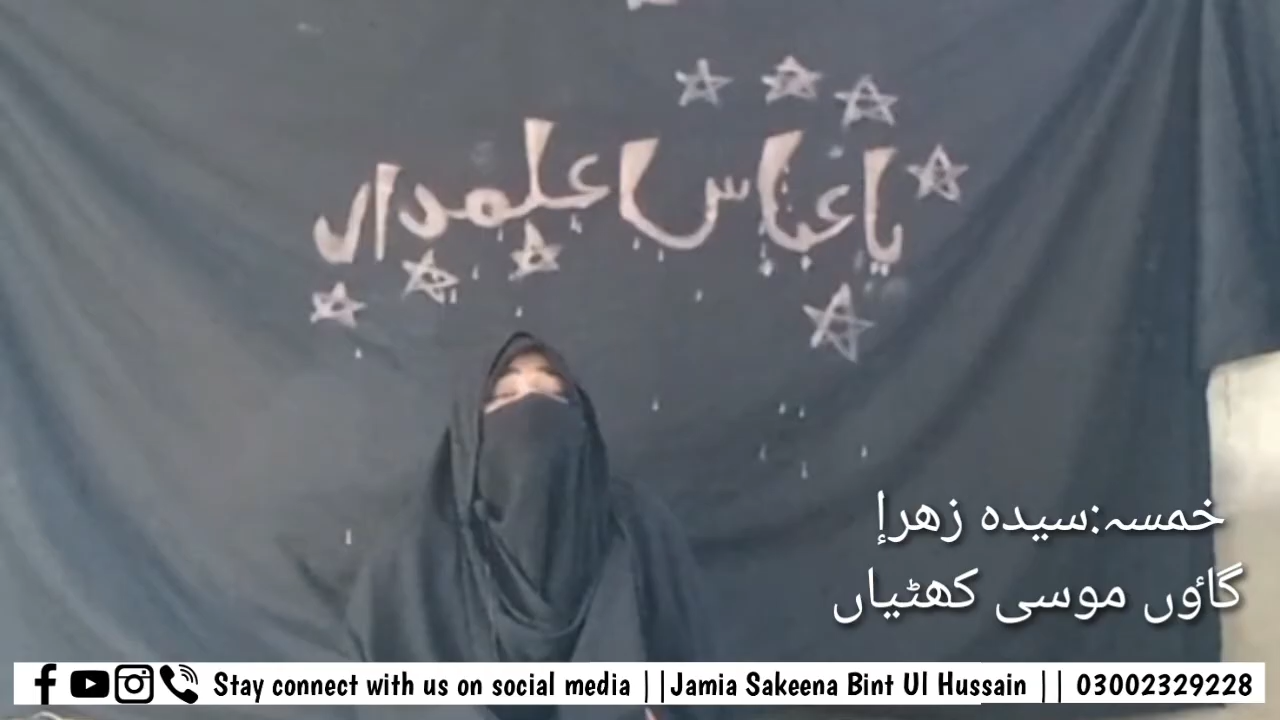 یا عباس علمدار
خمسہ:سیدہ زھرإ
گاؤں موسی کھٹیاں
Stay connect with us on social media ||Jamia Sakeena Bint Ul Hussain || 03002329228